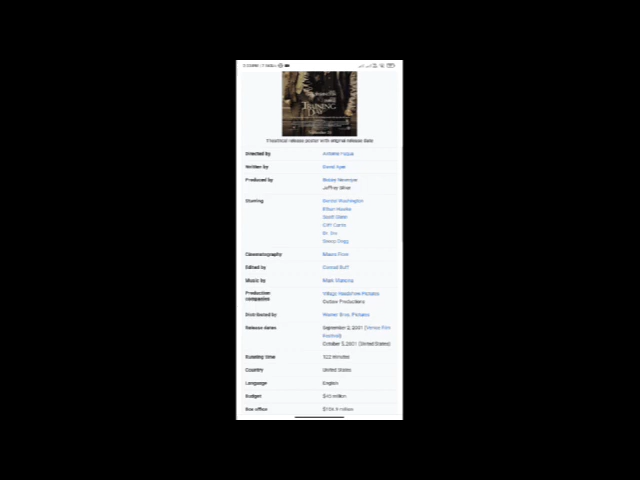 TRAINING
DAY
Theatrical release poster with original release date
Directed by Antoine Fuqua
Written by David Ayer
Produced by Bobby Newmyer
Jeffrey Silver
Starring Denzel Washington
Ethan Hawke
Scott Glenn
Cliff Curtis
Dr. Dre
Snoop Dogg
Cinematography Mauro Fiore
Edited by Conrad Buff
Music by Mark Mancina
Production Village Roadshow Pictures
companies Outlaw Productions
Distributed by Warner Bros. Pictures
Release dates September 2, 2001 (Venice Film
Festival)
October 5, 2001 (United States)
Running time 122 minutes
Country United States
Language English
Budget $45 million
Box office